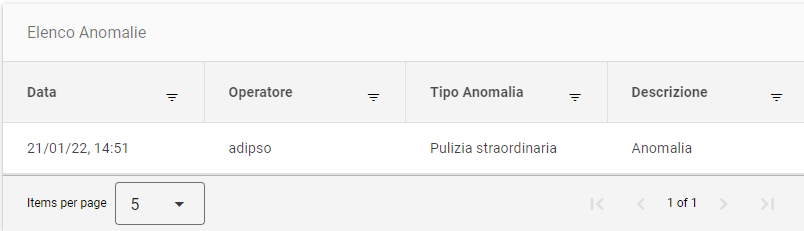 Elenco Anomalie
Data Operatore Tipo Anomalia Descrizione
21/01/22, 14:51 adipso Pulizia straordinaria Anomalia
Items per page 5 1 of 1